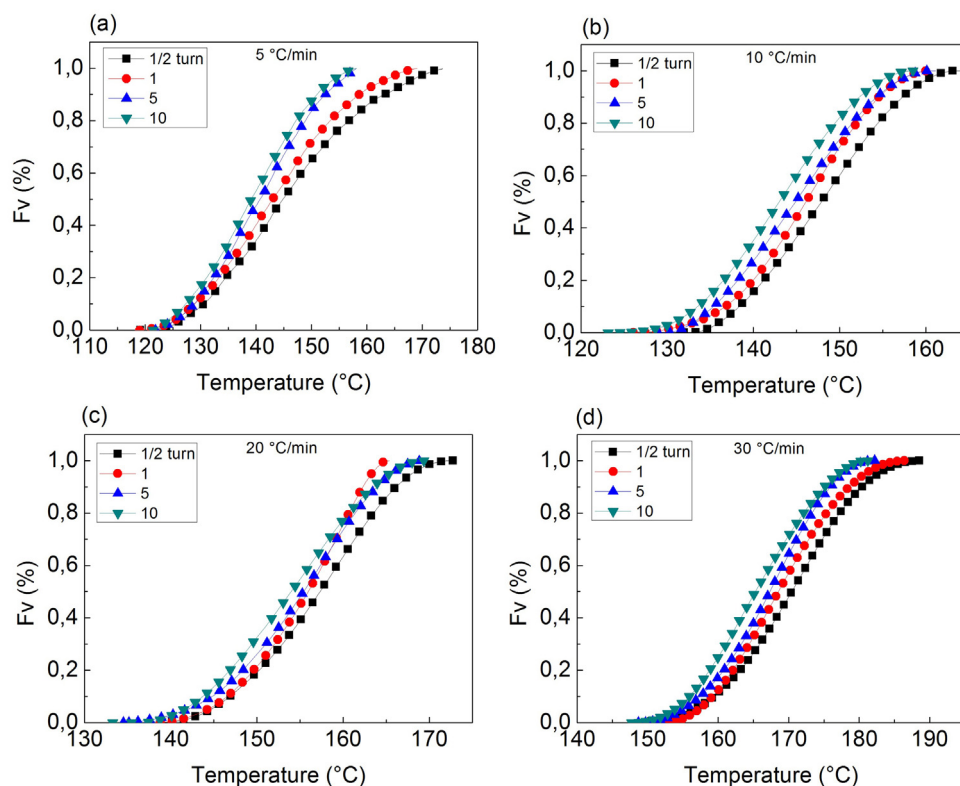 (a)
5 °C/min
1/2 turn
1
5
10
1,0
0,8
0,6
0,4
0,2
0,0
Fv (%)
110 120 130 140 150 160 170 180
Temperature (°C)
(b)
10 °C/min
1/2 turn
1
5
10
1,0
0,8
0,6
0,4
0,2
0,0
Fv (%)
120 130 140 150 160
Temperature (°C)
(c)
20 °C/min
1/2 turn
1
5
10
1,0
0,8
0,6
0,4
0,2
0,0
Fv (%)
130 140 150 160 170
Temperature (°C)
(d)
30 °C/min
1/2 turn
1
5
10
1,0
0,8
0,6
0,4
0,2
0,0
Fv (%)
140 150 160 170 180 190
Temperature (°C)